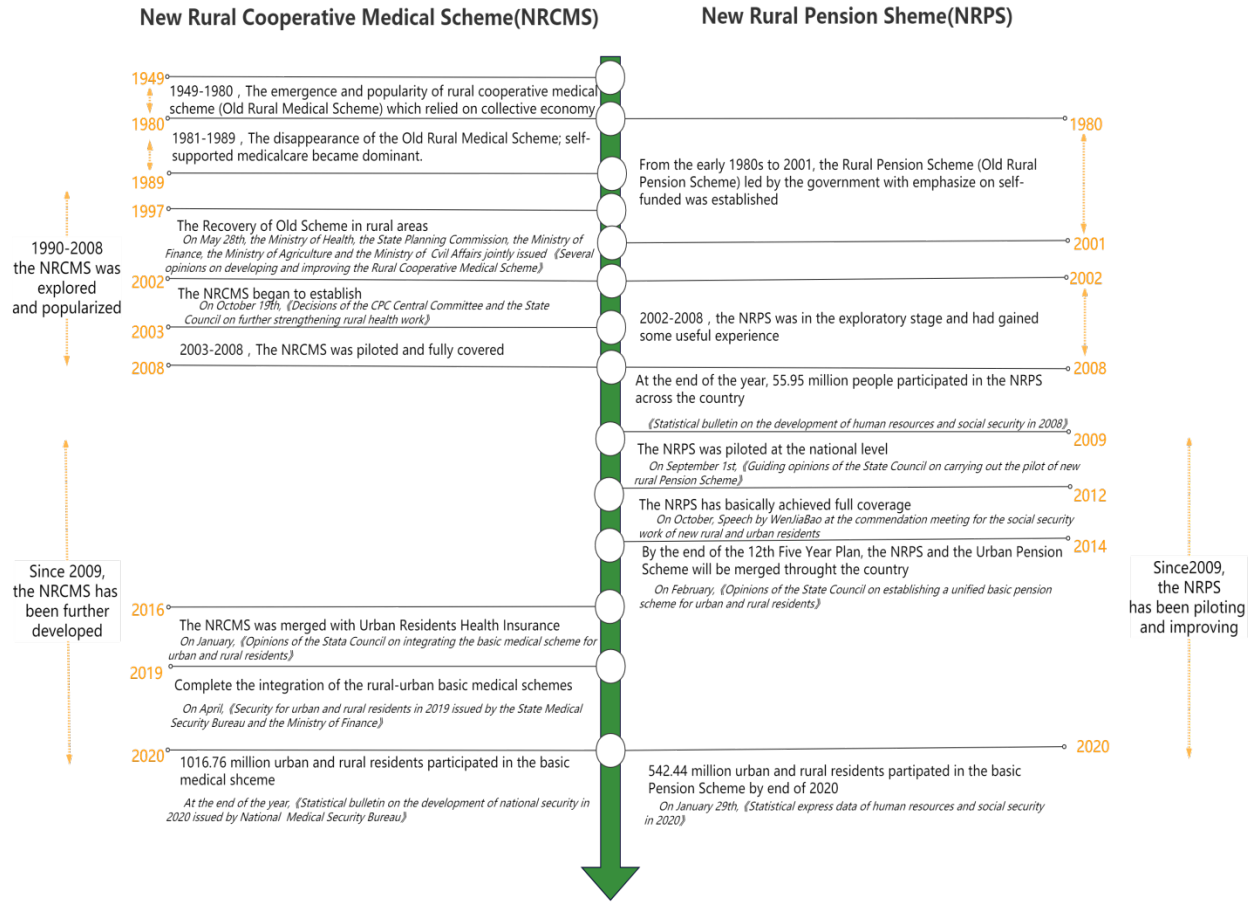 New Rural Cooperative Medical Scheme(NRCMS)
New Rural Pension Sheme(NRPS)
1949
1949-1980 , The emergence and popularity of rural cooperative medical
scheme (Old Rural Medical Scheme) which relied on collective economy
1980
1981-1989 , The disappearance of the Old Rural Medical Scheme; self-
supported medicalcare became dominant.
1989
1997
The Recovery of Old Scheme in rural areas
On May 28th, the Ministry of Health, the State Planning Commission, the Ministry of
Finance, the Ministry of Agriculture and the Ministry of Cvil Affairs jointly issued 《Several
opinions on developing and improving the Rural Cooperative Medical Scheme》
2002
The NRCMS began to establish
On October 19th, 《Decisions of the CPC Central Committee and the State
Council on further strengthening rural health work》
2003
2003-2008 , The NRCMS was piloted and fully covered
2008
1990-2008
the NRCMS was
explored
and popularized
Since 2009,
the NRCMS has
been further
developed
2016
The NRCMS was merged with Urban Residents Health Insurance
On January, 《Opinions of the Stata Council on integrating the basic medical scheme for
urban and rural residents》
2019
Complete the integration of the rural-urban basic medical schemes
On April, 《Security for urban and rural residents in 2019 issued by the State Medical
Security Bureau and the Ministry of Finance》
2020
1016.76 million urban and rural residents participated in the basic
medical shceme
At the end of the year, 《Statistical bulletin on the development of national security in
2020 issued by National Medical Security Bureau》
1980
From the early 1980s to 2001, the Rural Pension Scheme (Old Rural
Pension Scheme) led by the government with emphasize on self-
funded was established
2001
2002
2002-2008 , the NRPS was in the exploratory stage and had gained
some useful experience
2008
At the end of the year, 55.95 million people participated in the NRPS
across the country
《Statistical bulletin on the development of human resources and social security in 2008》
2009
The NRPS was piloted at the national level
On September 1st, 《Guiding opinions of the State Council on carrying out the pilot of new
rural Pension Scheme》
2012
The NRPS has basically achieved full coverage
On October, Speech by WenJiaBao at the commendation meeting for the social security
work of new rural and urban residents
2014
By the end of the 12th Five Year Plan, the NRPS and the Urban Pension
Scheme will be merged throught the country
On February, 《Opinions of the State Council on establishing a unified basic pension
scheme for urban and rural residents》
Since2009,
the NRPS
has been piloting
and improving
2020
542.44 million urban and rural residents partipated in the basic
Pension Scheme by end of 2020
On January 29th, 《Statistical express data of human resources and social security
in 2020》